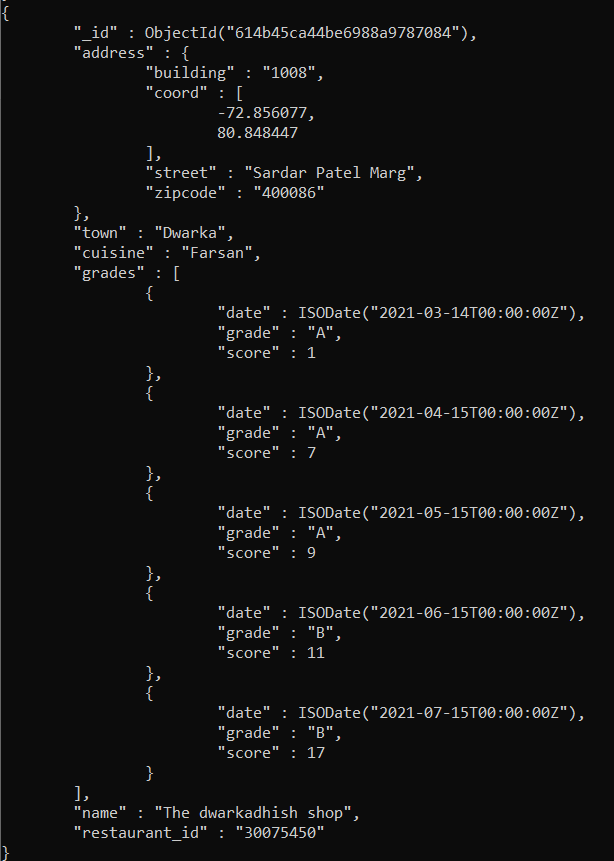 {
"_id" : ObjectId("614b45ca44be6988a9787084"),
"address" : {
"building" : "1008",
"coord" : [
-72.856077,
80.848447
],
"street" : "Sardar Patel Marg",
"zipcode" : "400086"
},
"town" : "Dwarka",
"cuisine" : "Farsan",
"grades" : [
{
"date" : ISODate("2021-03-14T00:00:00Z"),
"grade" : "A",
"score" : 1
},
{
"date" : ISODate("2021-04-15T00:00:00Z"),
"grade" : "A",
"score" : 7
},
{
"date" : ISODate("2021-05-15T00:00:00Z"),
"grade" : "A",
"score" : 9
},
{
"date" : ISODate("2021-06-15T00:00:00Z"),
"grade" : "B",
"score" : 11
},
{
"date" : ISODate("2021-07-15T00:00:00Z"),
"grade" : "B",
"score" : 17
}
],
"name" : "The dwarkadhish shop",
"restaurant_id" : "30075450"
}